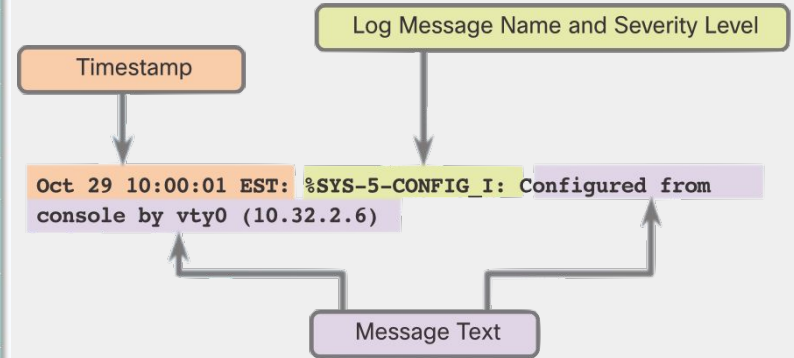 Log Message Name and Severity Level
Timestamp
Oct 29 10:00:01 EST: %SYS-5-CONFIG_I: Configured from
console by vty0 (10.32.2.6)
Message Text